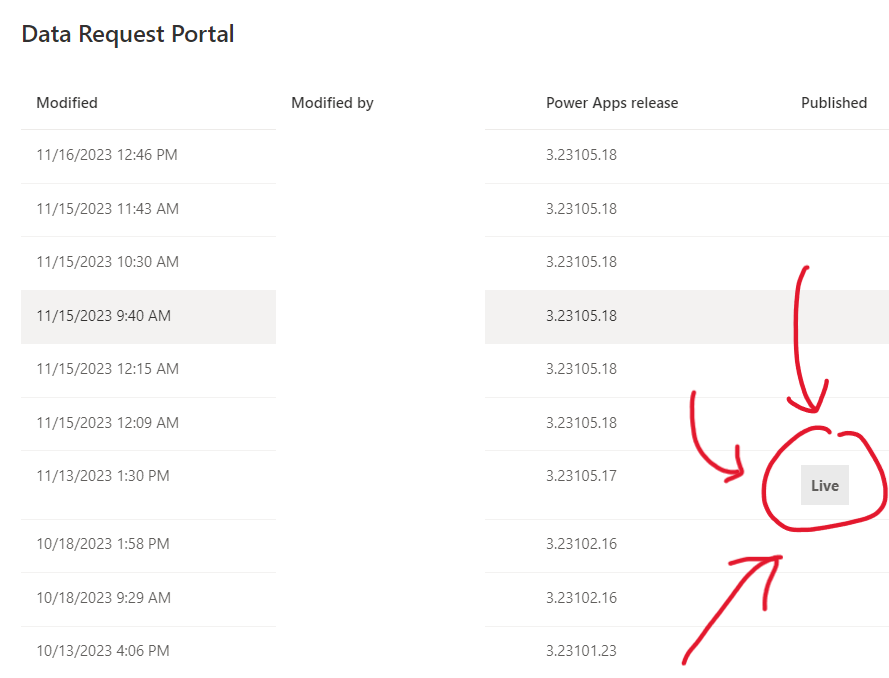 Data Request Portal
Modified Modified by Power Apps release Published
11/16/2023 12:46 PM 3.23105.18
11/15/2023 11:43 AM 3.23105.18
11/15/2023 10:30 AM 3.23105.18
11/15/2023 9:40 AM 3.23105.18
11/15/2023 12:15 AM 3.23105.18
11/15/2023 12:09 AM 3.23105.18
11/13/2023 1:30 PM 3.23105.17 Live
10/18/2023 1:58 PM 3.23102.16
10/18/2023 9:29 AM 3.23102.16
10/13/2023 4:06 PM 3.23101.23